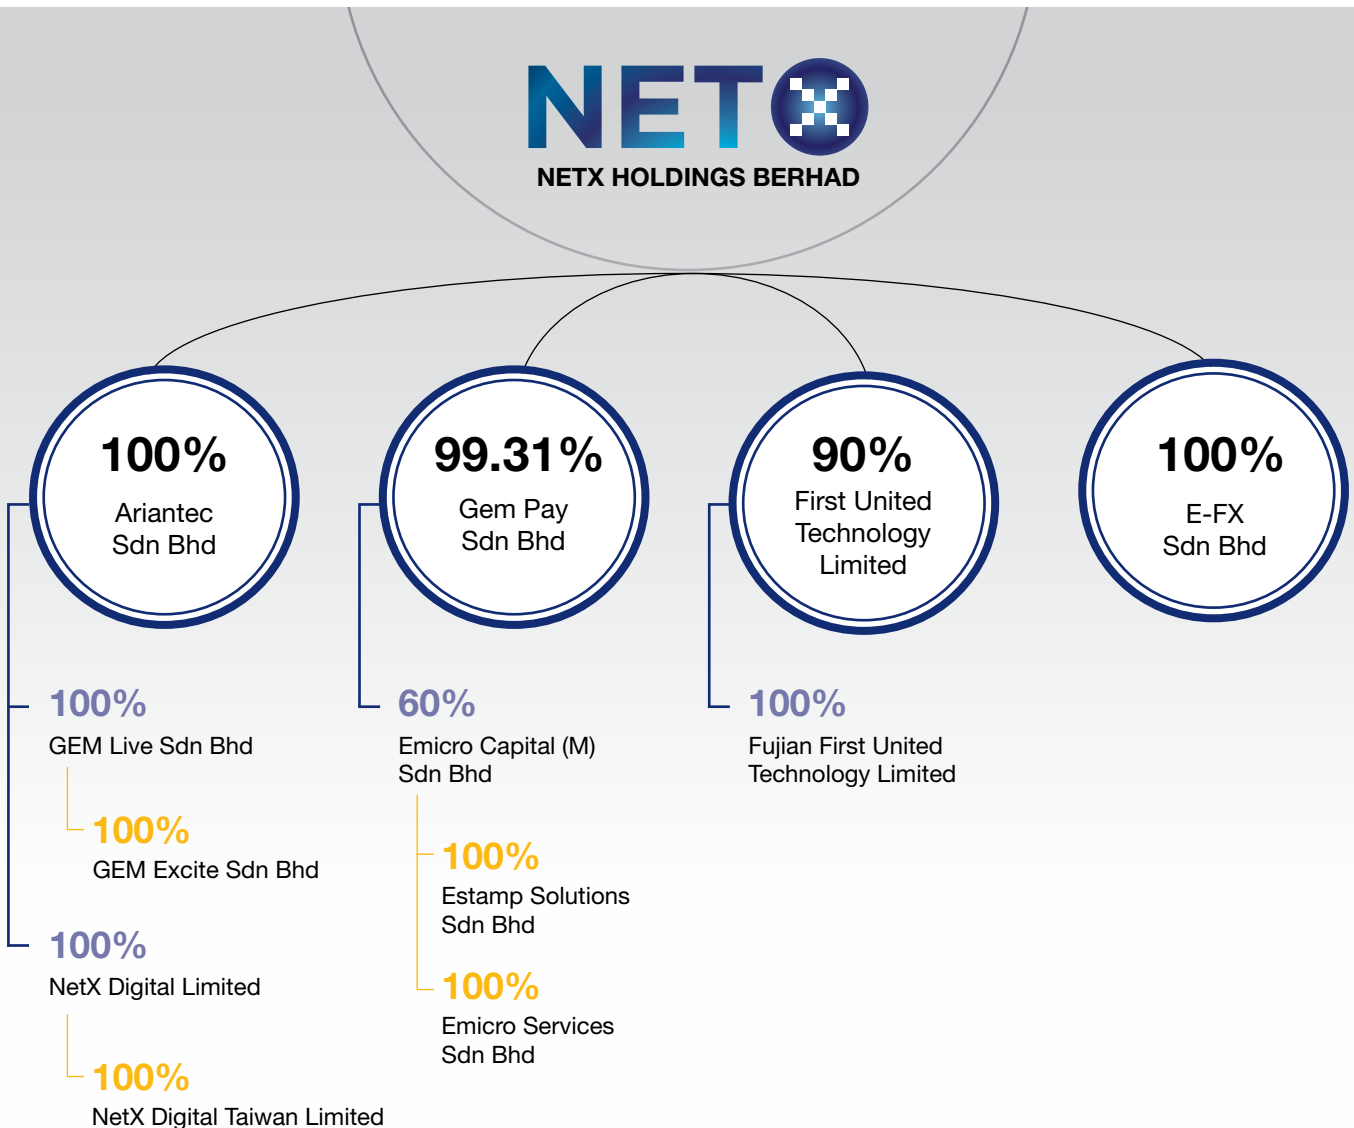 NETX
NETX HOLDINGS BERHAD
100%
Ariantec
Sdn Bhd
99.31%
Gem Pay
Sdn Bhd
90%
First United
Technology
Limited
100%
E-FX
Sdn Bhd
100%
GEM Live Sdn Bhd
100%
GEM Excite Sdn Bhd
100%
NetX Digital Limited
100%
NetX Digital Taiwan Limited
60%
Emicro Capital (M)
Sdn Bhd
100%
Estamp Solutions
Sdn Bhd
100%
Emicro Services
Sdn Bhd
100%
Fujian First United
Technology Limited